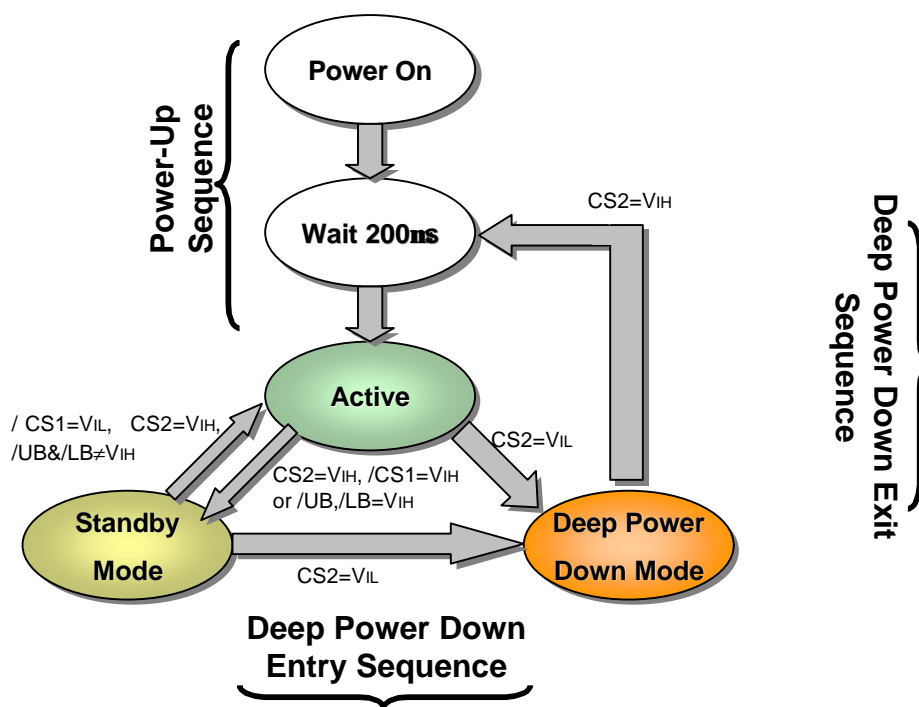 Power On
Power-Up
Sequence
Wait 200ns
CS2=VIH
Deep Power Down Exit
Sequence
Active
/ CS1=VIL, CS2=VIH,
/UB&/LB≠VIH
CS2=VIL
CS2=VIH, /CS1=VIH
or /UB,/LB=VIH
Standby
Mode
Deep Power
Down Mode
CS2=VIL
Deep Power Down
Entry Sequence